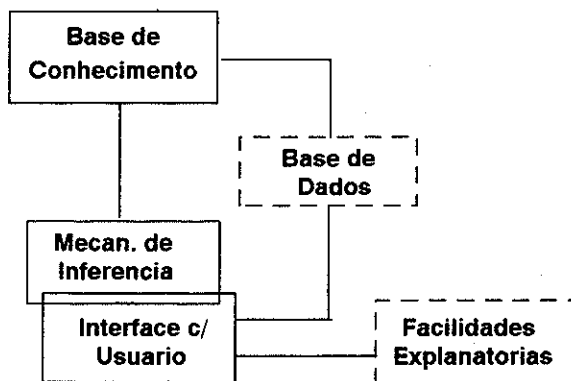 Base de
Conhecimento
Base de
Dados
Mecan. de
Inferencia
Interface c/
Usuario
Facilidades
Explanatorias